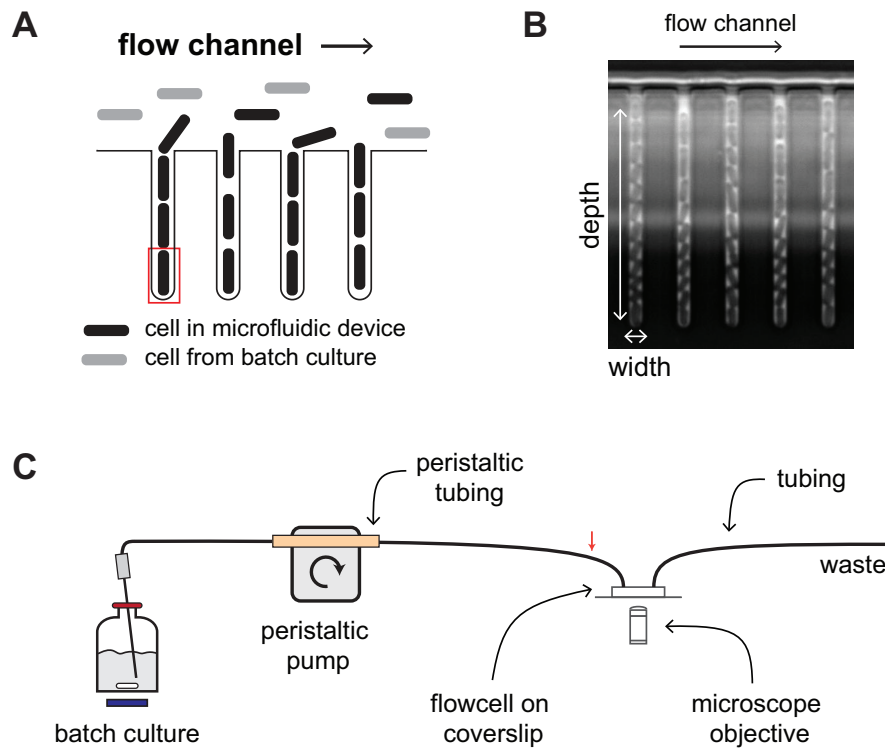 A
flow channel
cell in microfluidic device
cell from batch culture
B
flow channel
depth
width
C
peristaltic
tubing
tubing
waste
peristaltic
pump
batch culture
flowcell on
coverslip
microscope
objective